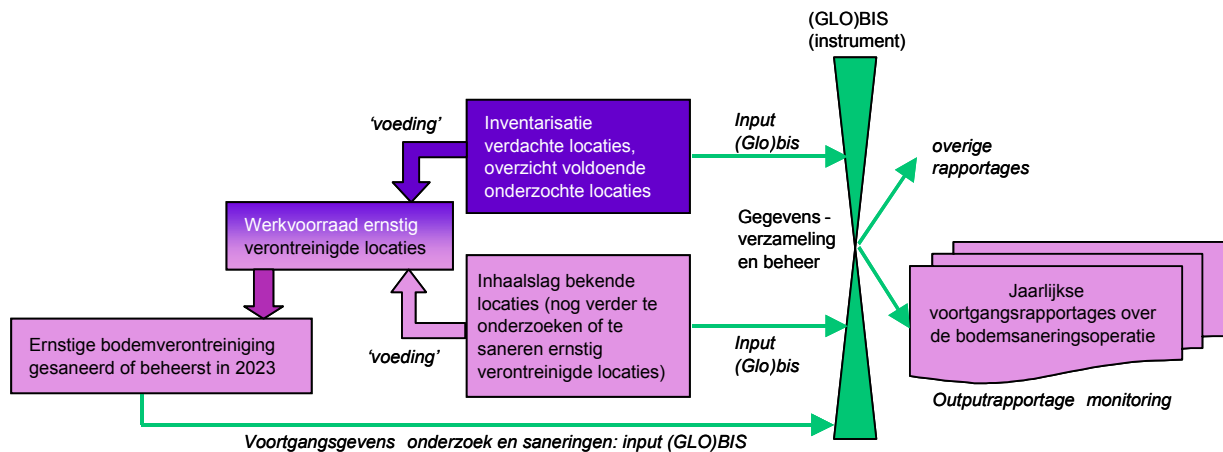 (GLO)BIS
(instrument)
'voeding'
Inventarisatie
verdachte locaties,
overzicht voldoende
onderzochte locaties
Input
(Glo)bis
overige
rapportages
Werkvoorraad ernstig
verontreinigde locaties
Gegevens -
verzameling
en beheer
Inhaalslag bekende
locaties (nog verder te
onderzoeken of te
saneren ernstig
verontreinigde locaties)
Jaarlijkse
voortgangsrapportages over
de bodemsaneringsoperatie
Ernstige bodemverontreiniging
gesaneerd of beheerst in 2023
'voeding'
Input
(Glo)bis
Outputrapportage monitoring
Voortgangsgevens onderzoek en saneringen: input (GLO)BIS